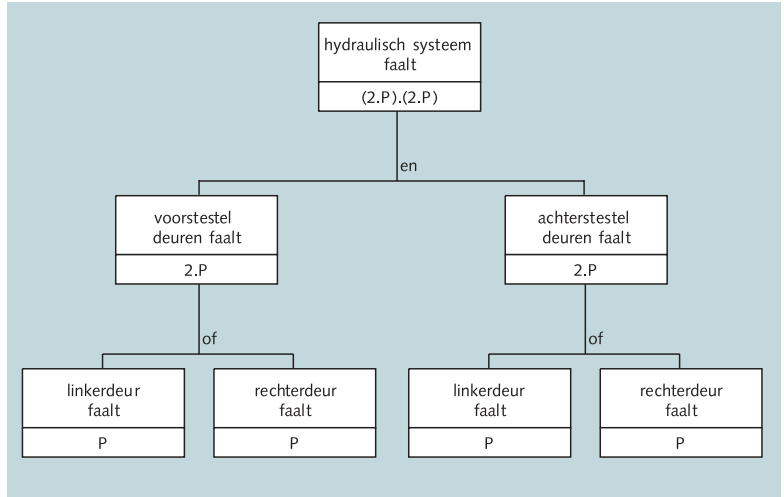 hydraulisch systeem
faalt
(2.P).(2.P)
en
voorstestel
deuren faalt
2.P
achterstestel
deuren faalt
2.P
of
of
linkerdeur
faalt
P
rechterdeur
faalt
P
linkerdeur
faalt
P
rechterdeur
faalt
P